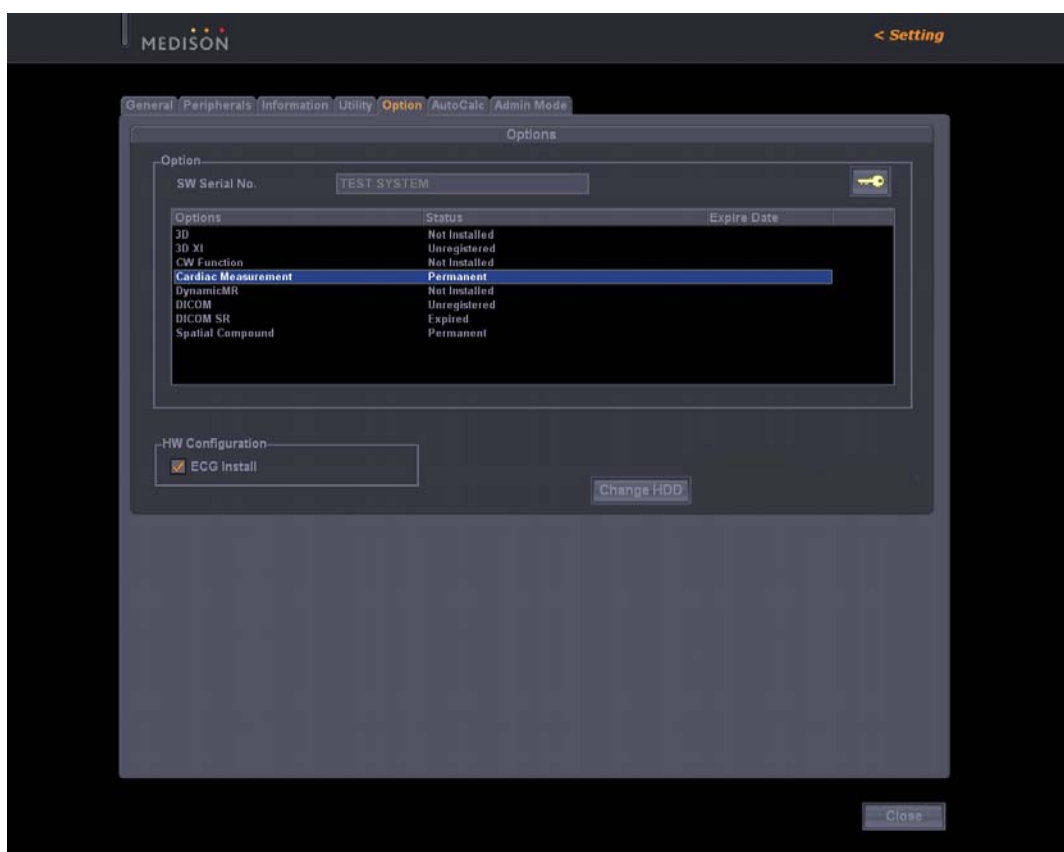 MEDISON
< Setting
General Peripherals Information Utility Option AutoCalc Admin Mode
Options
Option
SW Serial No. TEST SYSTEM
Options Status Expire Date
3D Not Installed
3D XI Unregistered
CW Function Not Installed
Cardiac Measurement Permanent
DynamicMR Not Installed
DICOM Unregistered
DICOM SR Expired
Spatial Compound Permanent
HW Configuration
ECG Install
Change HDD
Close